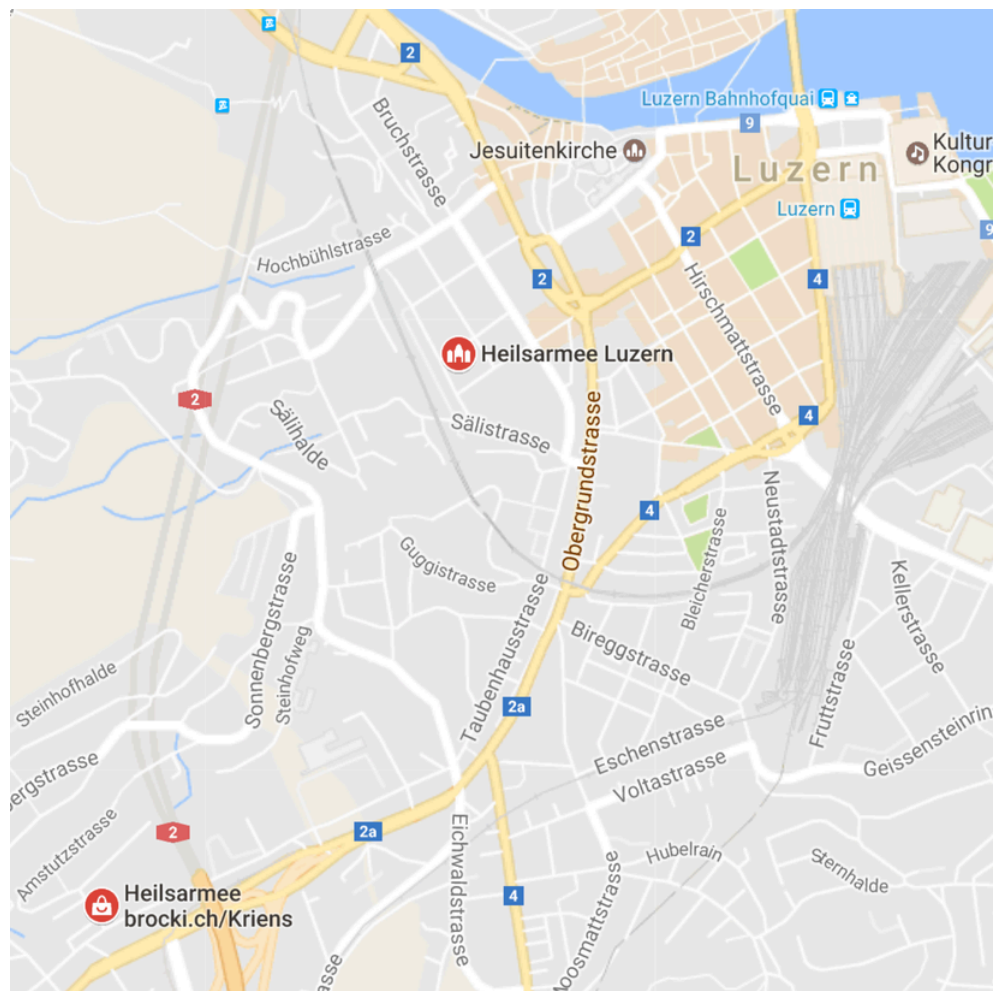 2
Luzern Bahnhofquai
9
Bruchstrasse
Jesuitenkirche
Kultur
Kongr
Luzern
Luzern
Hochbühlstrasse
2
9
2
4
Hirschmattstrasse
Heilsarmee Luzern
2
Sälihalde
Sälistrasse
Obergrundstrasse
4
4
Neustadtstrasse
Bleicherstrasse
Guggistrasse
Kellerstrasse
Sonnenbergstrasse
Taubenhausstrasse
Steinhofweg
Bireggstrasse
Steinhofhalde
2a
Fruttstrasse
Eschenstrasse
Geissensteinrin
ergstrasse
Voltastrasse
Amstutzstrasse
2
2a
Eichwaldstrasse
Hubelrain
Sternhalde
Heilsarmee
brocki.ch/Kriens
4
Moosmattstrasse
asse